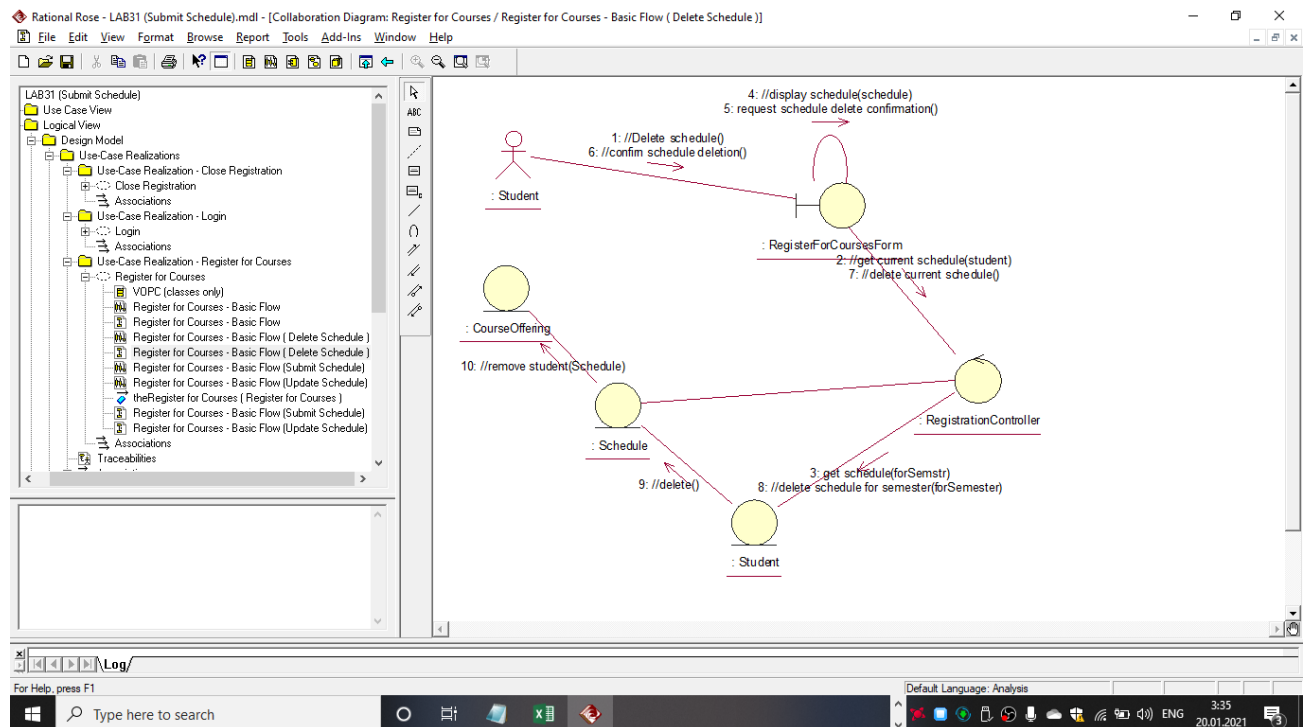 Rational Rose - LAB31 (Submit Schedule).mdl - [Collaboration Diagram: Register for Courses / Register for Courses - Basic Flow ( Delete Schedule )]
File Edit View Format Browse Report Tools Add-Ins Window Help
LAB31 (Submit Schedule)
Use Case View
Logical View
Design Model
Use-Case Realizations
Use-Case Realization - Close Registration
Close Registration
Associations
Use-Case Realization - Login
Login
Associations
Use-Case Realization - Register for Courses
Register for Courses
VOPC (classes only)
Register for Courses - Basic Flow
Register for Courses - Basic Flow
Register for Courses - Basic Flow ( Delete Schedule )
Register for Courses - Basic Flow ( Delete Schedule )
Register for Courses - Basic Flow (Submit Schedule)
Register for Courses - Basic Flow (Update Schedule)
theRegister for Courses ( Register for Courses )
Register for Courses - Basic Flow (Submit Schedule)
Register for Courses - Basic Flow (Update Schedule)
Associations
Traceabilities
ABC
4: //display schedule(schedule)
5: request schedule delete confirmation()
1: //Delete schedule()
6: //confim schedule deletion()
: Student
: RegisterForCoursesForm
2: //get current schedule(student)
7: //delete current schedule()
: CourseOffering
10: //remove student(Schedule)
: RegistrationController
: Schedule
3: get schedule(forSemstr)
8: //delete schedule for semester(forSemester)
9: //delete()
: Student
Log
For Help, press F1
Default Language: Analysis
Type here to search
ENG
3:35
20.01.2021
3